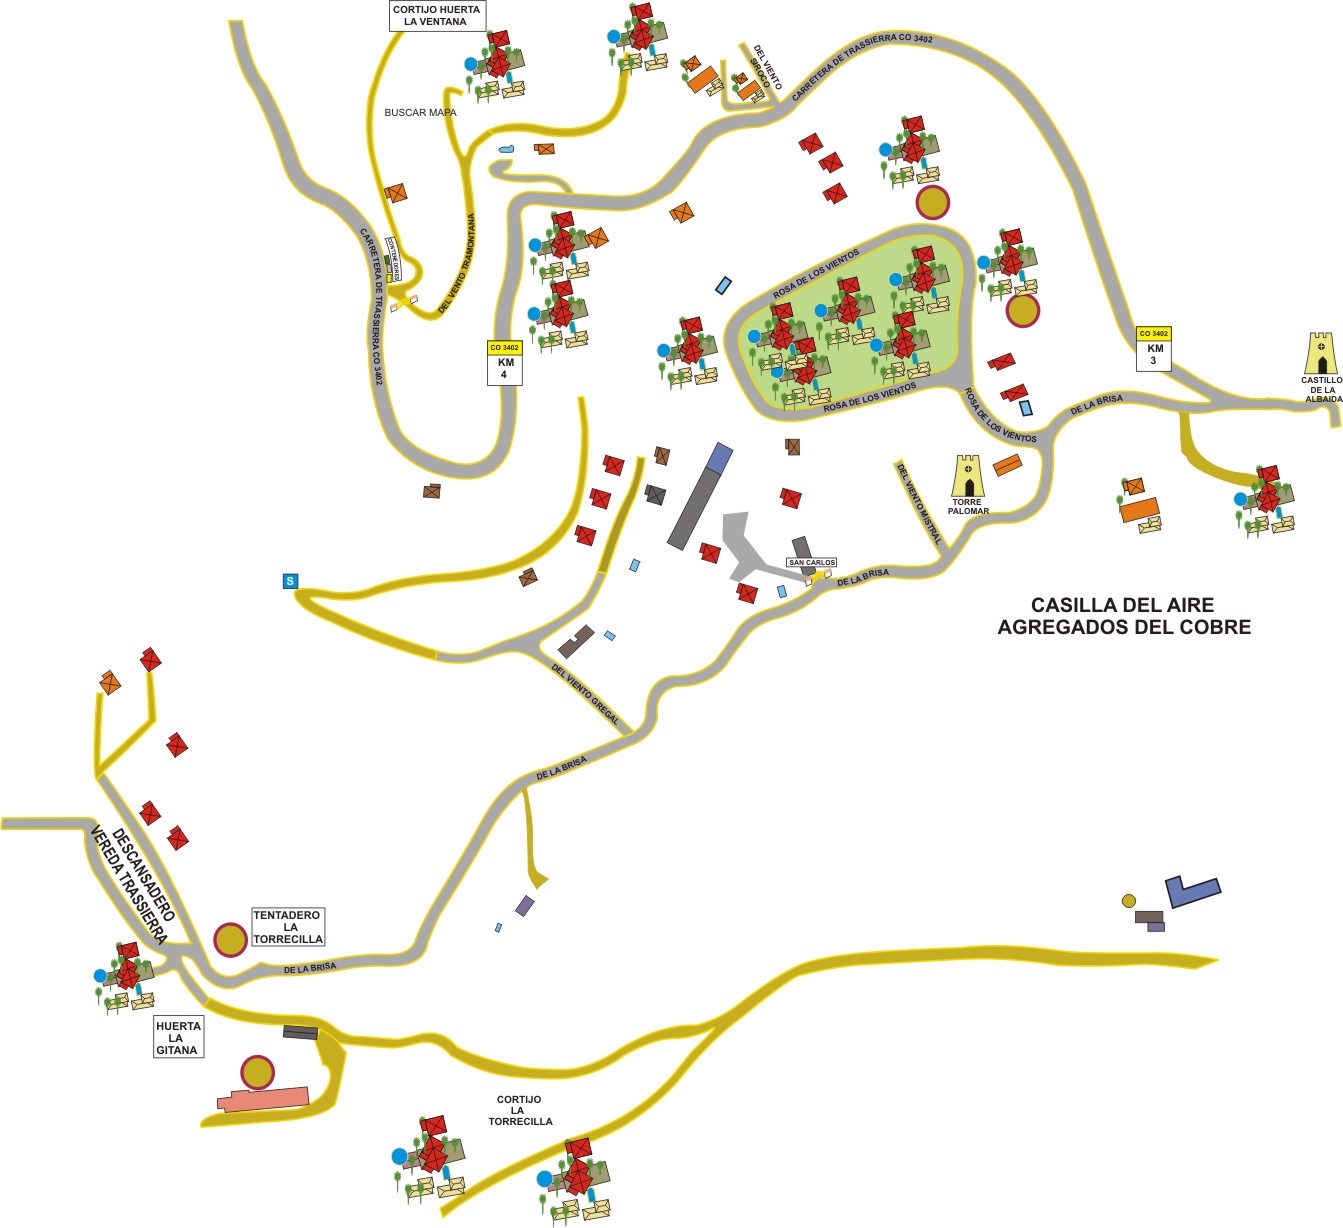 CORTIJO HUERTA
LA VENTANA
BUSCAR MAPA
DEL VIENTO
SIROCO
CARRETERA DE TRASSIERRA CO 3402
CARRETERA DE TRASSIERRA CO 3402
CONTENEDORES
DEL VENTO TRAMONTANA
ROSA DE LOS VIENTOS
ROSA DE LOS VIENTOS
ROSA DE LOS VIENTOS
CO 3402
KM
4
CO 3402
KM
3
CASTILLO
DE LA
ALBAIDA
DE LA BRISA
DEL VIENTO MISTRAL
TORRE
PALOMAR
SAN CARLOS
DE LA BRISA
S
CASILLA DEL AIRE
AGREGADOS DEL COBRE
DEL VIENTO GREGAL
DE LA BRISA
DESCANSADERO
VEREDA TRASSIERRA
TENTADERO
LA
TORRECILLA
DE LA BRISA
HUERTA
LA
GITANA
CORTIJO
LA
TORRECILLA